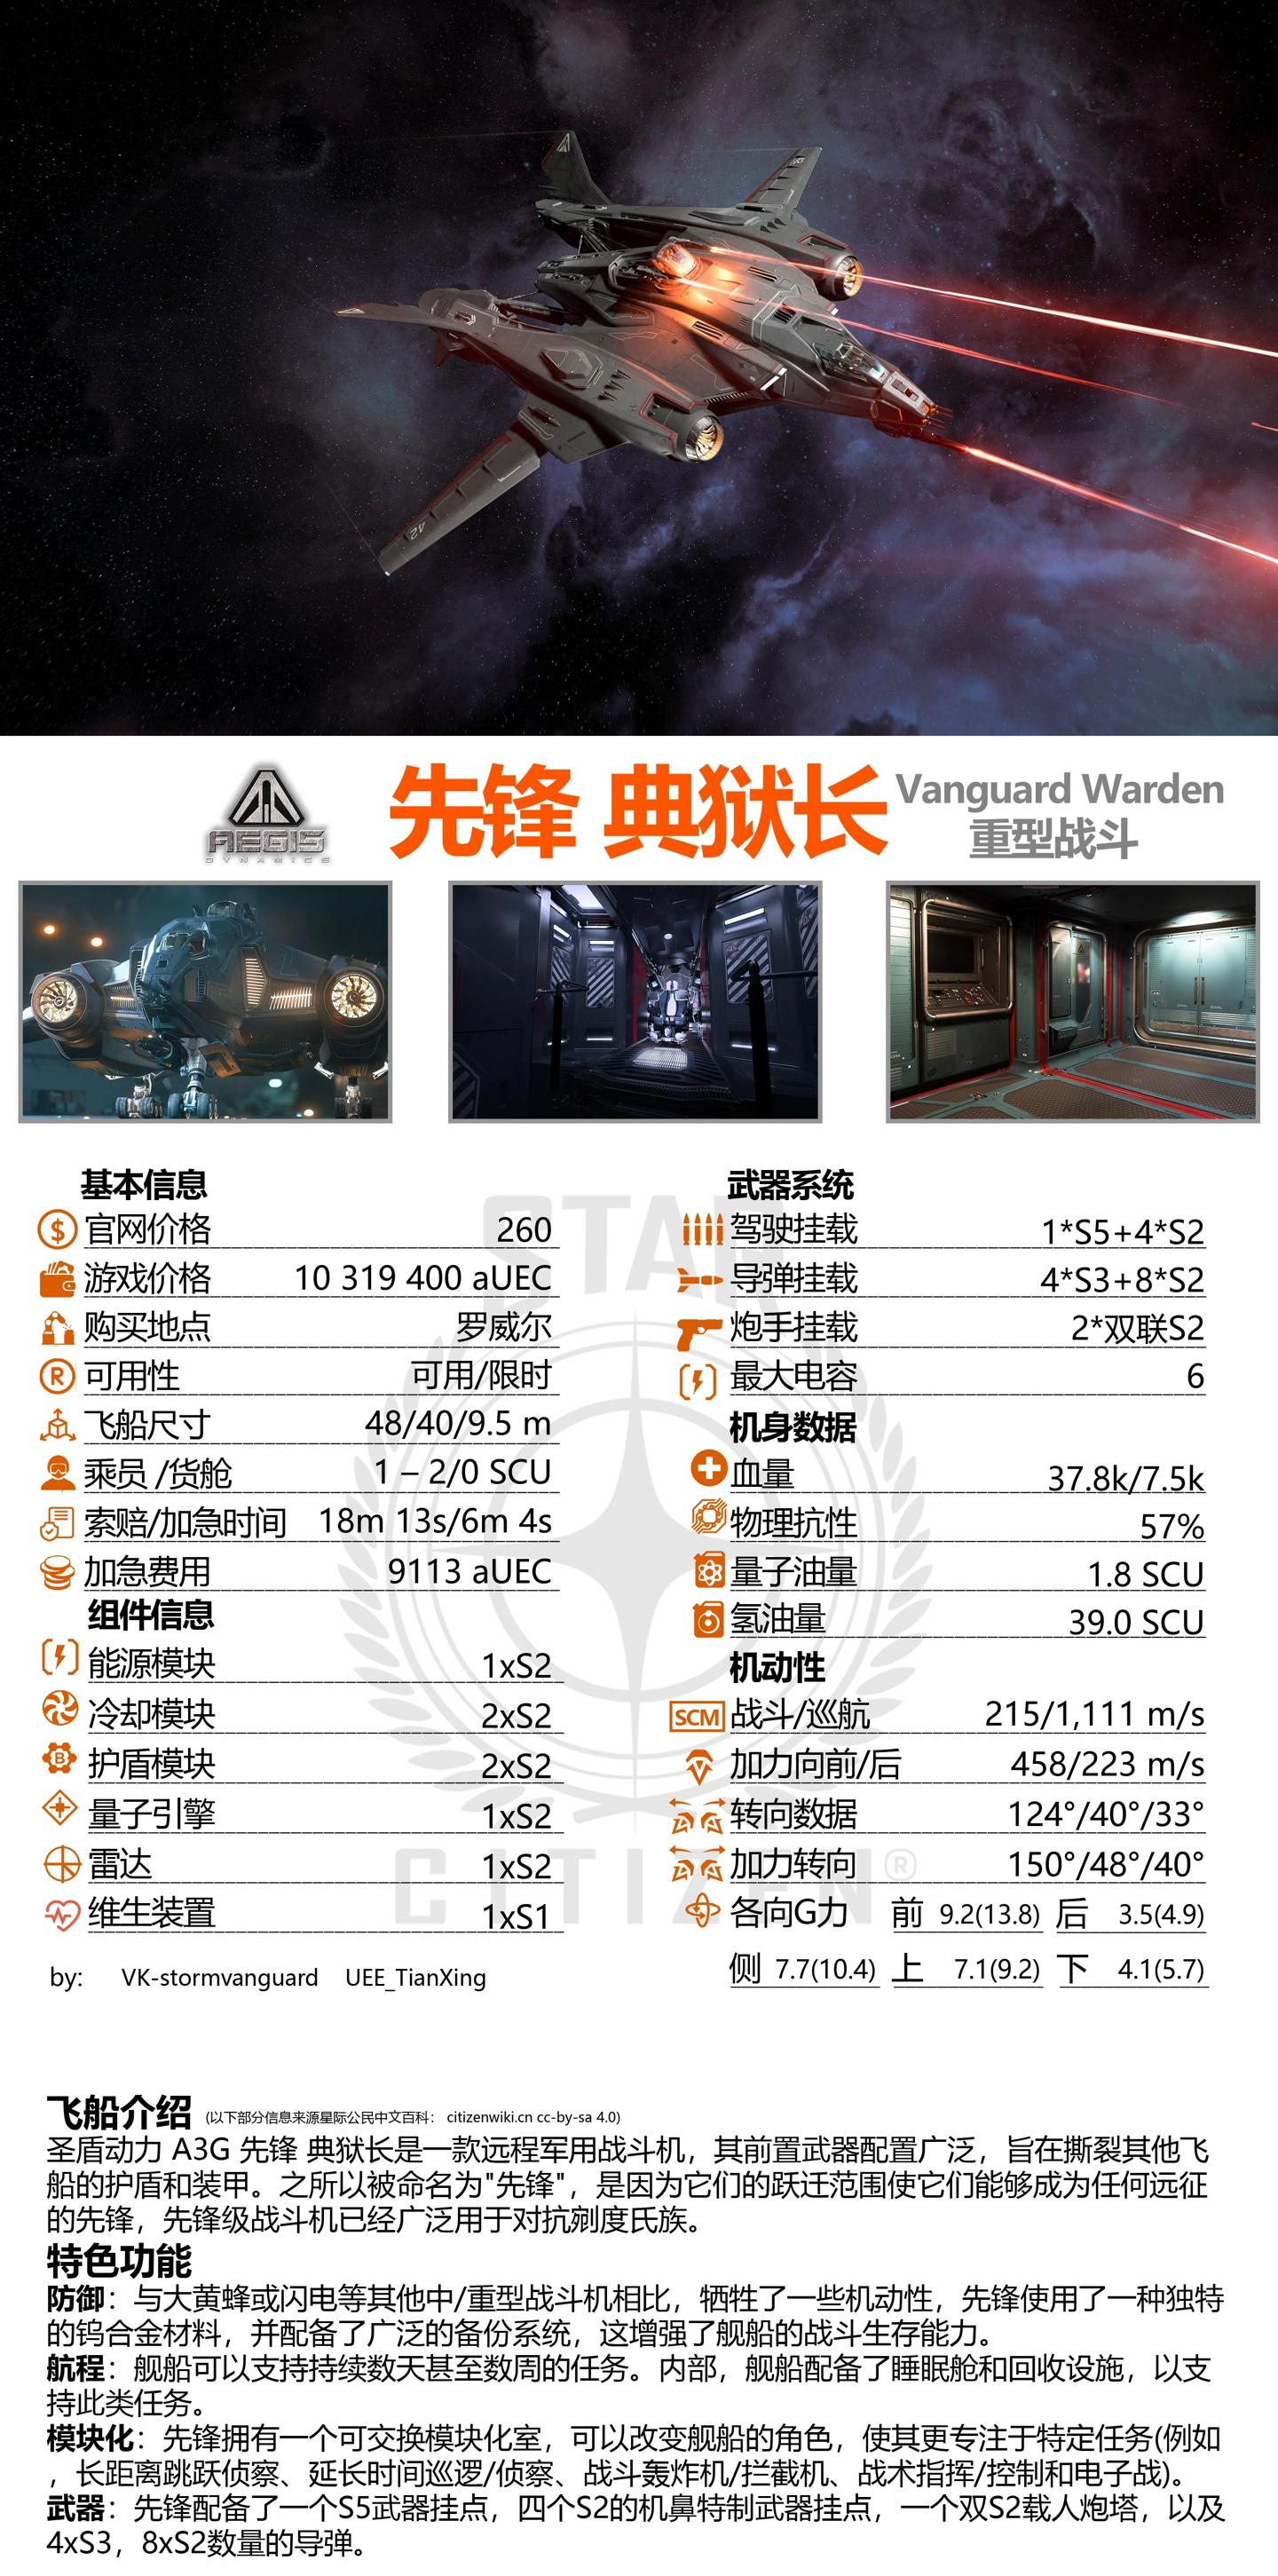 42
AEGIS
DYNAMICS
先锋 典狱长
Vanguard Warden
重型战斗
STAR
CITIZEN®
基本信息
官网价格 260
游戏价格 10 319 400 aUEC
购买地点 罗威尔
可用性 可用/限时
飞船尺寸 48/40/9.5 m
乘员 /货舱 1 – 2/0 SCU
索赔/加急时间 18m 13s/6m 4s
加急费用 9113 aUEC
组件信息
能源模块 1xS2
冷却模块 2xS2
护盾模块 2xS2
量子引擎 1xS2
雷达 1xS2
维生装置 1xS1
by: VK-stormvanguard UEE_TianXing
武器系统
驾驶挂载 1*S5+4*S2
导弹挂载 4*S3+8*S2
炮手挂载 2*双联S2
最大电容 6
机身数据
血量 37.8k/7.5k
物理抗性 57%
量子油量 1.8 SCU
氢油量 39.0 SCU
机动性
SCM 战斗/巡航 215/1,111 m/s
加力向前/后 458/223 m/s
转向数据 124°/40°/33°
加力转向 150°/48°/40°
各向G力 前 9.2(13.8) 后 3.5(4.9)
侧 7.7(10.4) 上 7.1(9.2) 下 4.1(5.7)
飞船介绍 (以下部分信息来源星际公民中文百科： citizenwiki.cn cc-by-sa 4.0)
圣盾动力 A3G 先锋 典狱长是一款远程军用战斗机，其前置武器配置广泛，旨在撕裂其他飞
船的护盾和装甲。之所以被命名为"先锋"，是因为它们的跃迁范围使它们能够成为任何远征
的先锋，先锋级战斗机已经广泛用于对抗剜度氏族。
特色功能
防御：与大黄蜂或闪电等其他中/重型战斗机相比，牺牲了一些机动性，先锋使用了一种独特
的钨合金材料，并配备了广泛的备份系统，这增强了舰船的战斗生存能力。
航程：舰船可以支持持续数天甚至数周的任务。内部，舰船配备了睡眠舱和回收设施，以支
持此类任务。
模块化：先锋拥有一个可交换模块化室，可以改变舰船的角色，使其更专注于特定任务(例如
，长距离跳跃侦察、延长时间巡逻/侦察、战斗轰炸机/拦截机、战术指挥/控制和电子战)。
武器：先锋配备了一个S5武器挂点，四个S2的机鼻特制武器挂点，一个双S2载人炮塔，以及
4xS3，8xS2数量的导弹。